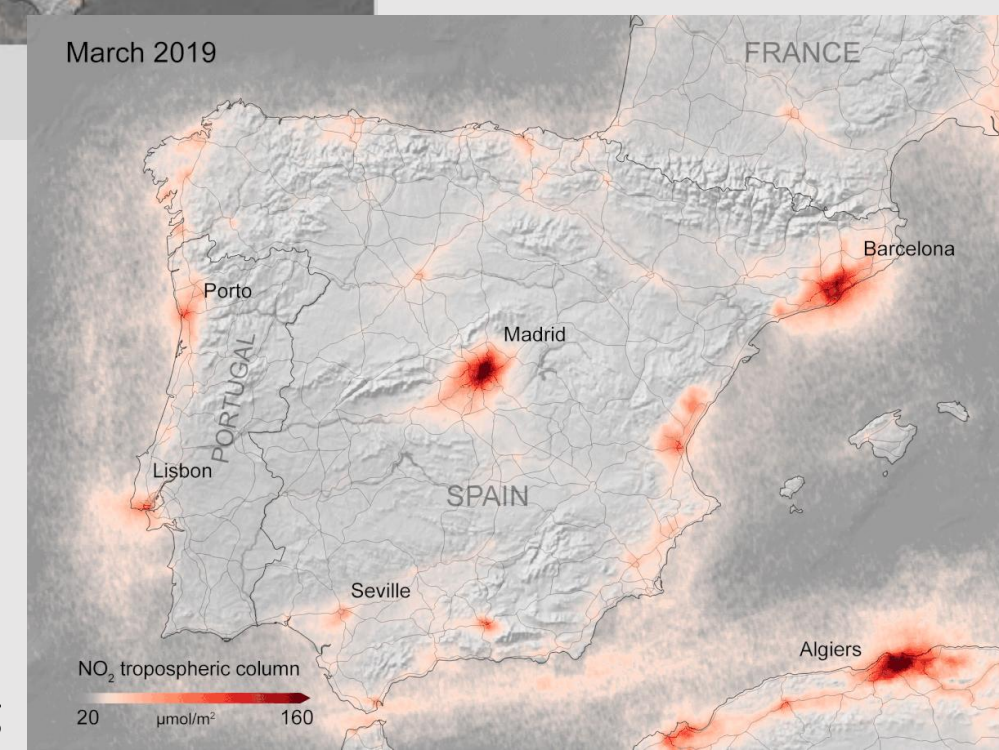 March 2019
FRANCE
Barcelona
Porto
Madrid
PORTUGAL
Lisbon
SPAIN
Seville
Algiers
NO₂ tropospheric column
20 µmol/m² 160